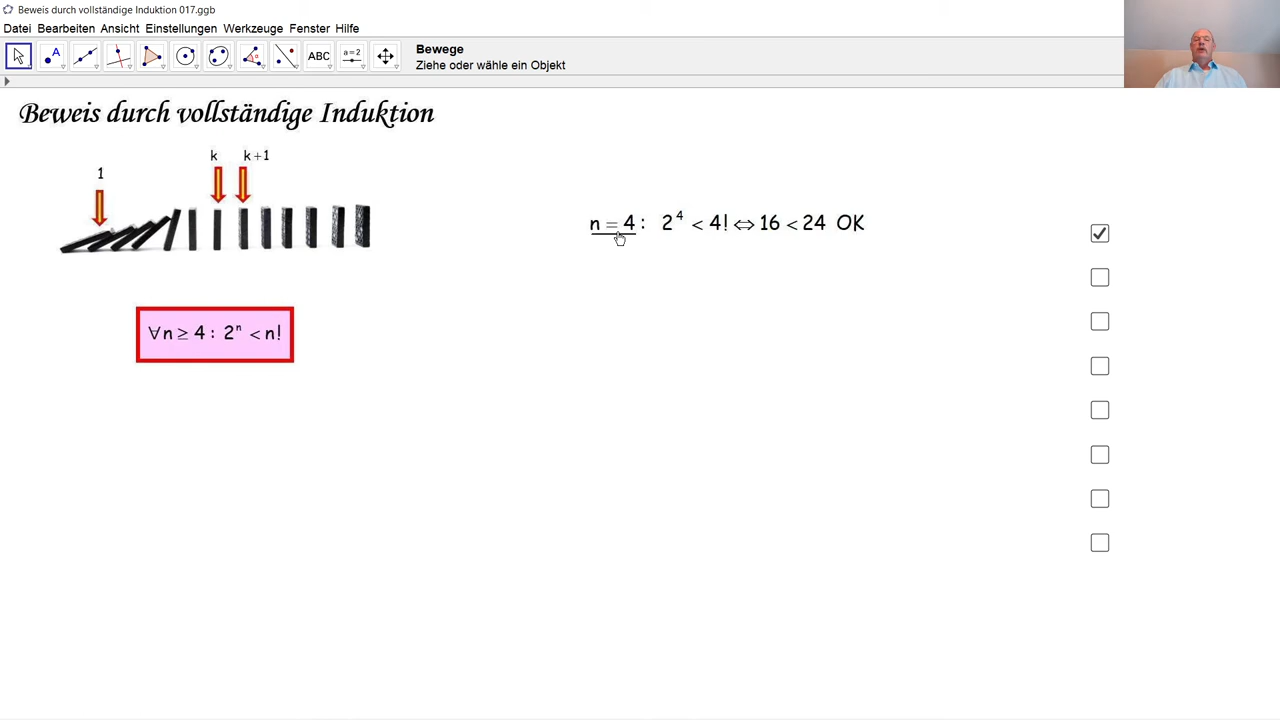 Beweis durch vollständige Induktion 017.ggb
Datei Bearbeiten Ansicht Einstellungen Werkzeuge Fenster Hilfe
A ABC a=2
Bewege
Ziehe oder wähle ein Objekt
Beweis durch vollständige Induktion
k k+1
1
n = 4 : 2⁴ < 4! ⇔ 16 < 24 OK
∀n ≥ 4 : 2ⁿ < n!